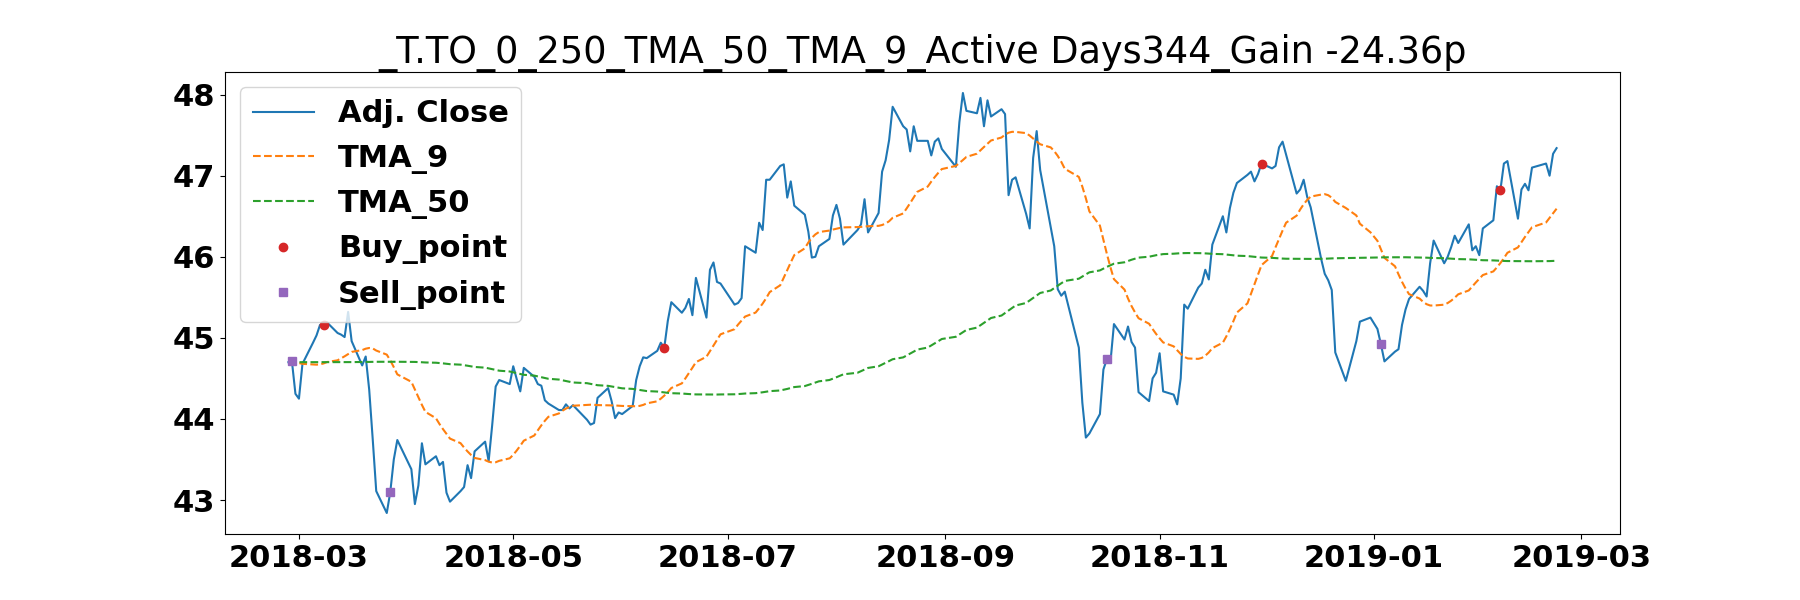 _T.TO_0_250_TMA_50_TMA_9_Active Days344_Gain -24.36p
48
47
46
45
44
43
Adj. Close
TMA_9
TMA_50
Buy_point
Sell_point
2018-03 2018-05 2018-07 2018-09 2018-11 2019-01 2019-03